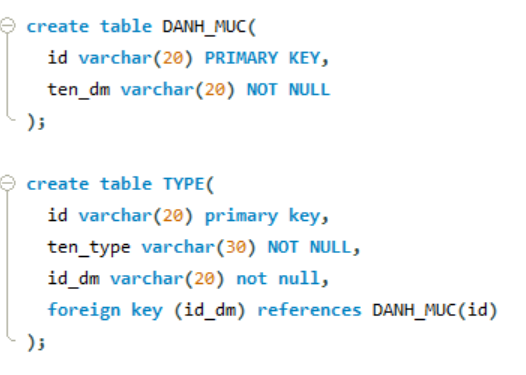 create table DANH_MUC(
id varchar(20) PRIMARY KEY,
ten_dm varchar(20) NOT NULL
);
create table TYPE(
id varchar(20) primary key,
ten_type varchar(30) NOT NULL,
id_dm varchar(20) not null,
foreign key (id_dm) references DANH_MUC(id)
);